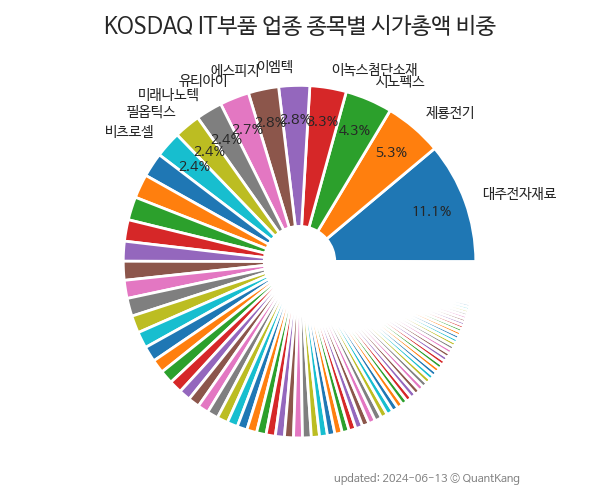 KOSDAQ IT부품 업종 종목별 시가총액 비중
대주전자재료
11.1%
제룡전기
5.3%
시노펙스
4.3%
이녹스첨단소재
3.3%
이엠텍
2.8%
에스피지
2.8%
유티아이
2.7%
미래나노텍
2.4%
필옵틱스
2.4%
비츠로셀
2.4%
updated: 2024-06-13 © QuantKang